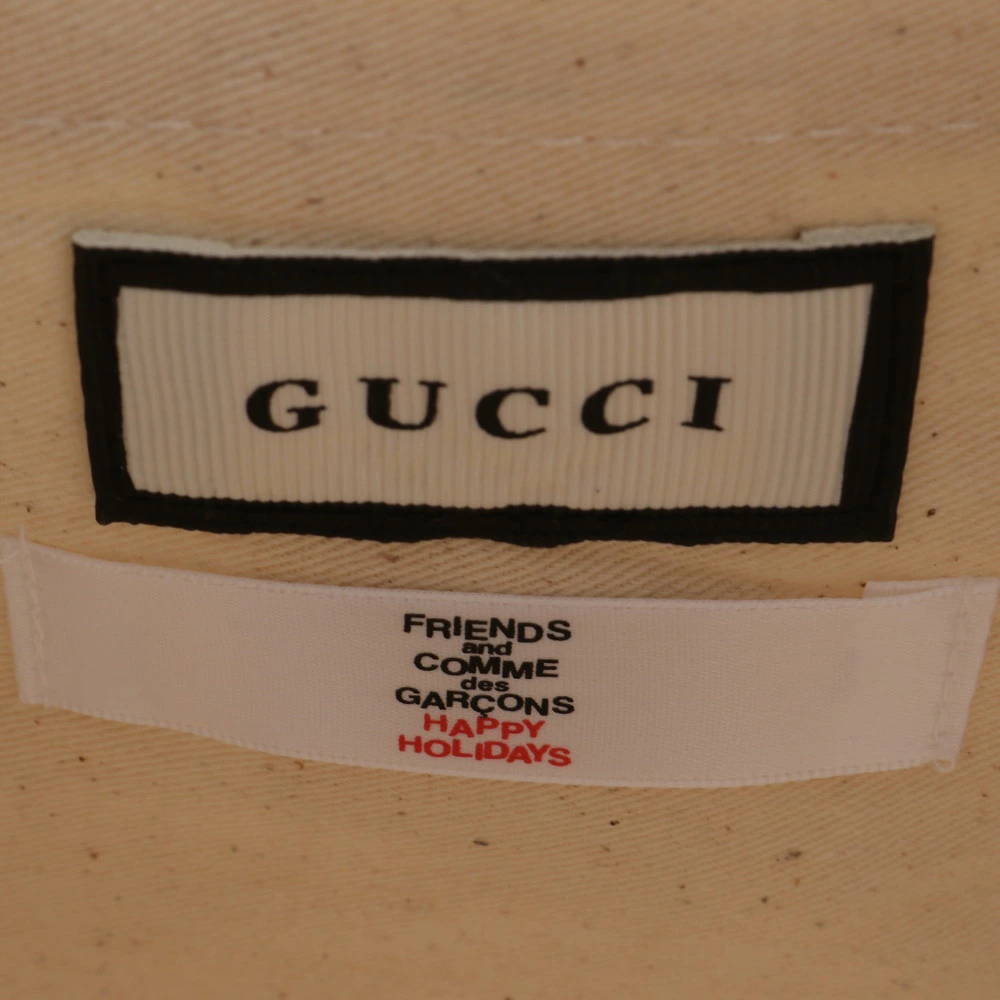 GUCCI
FRIENDS
and
COMME
des
GARÇONS
HAPPY
HOLIDAYS